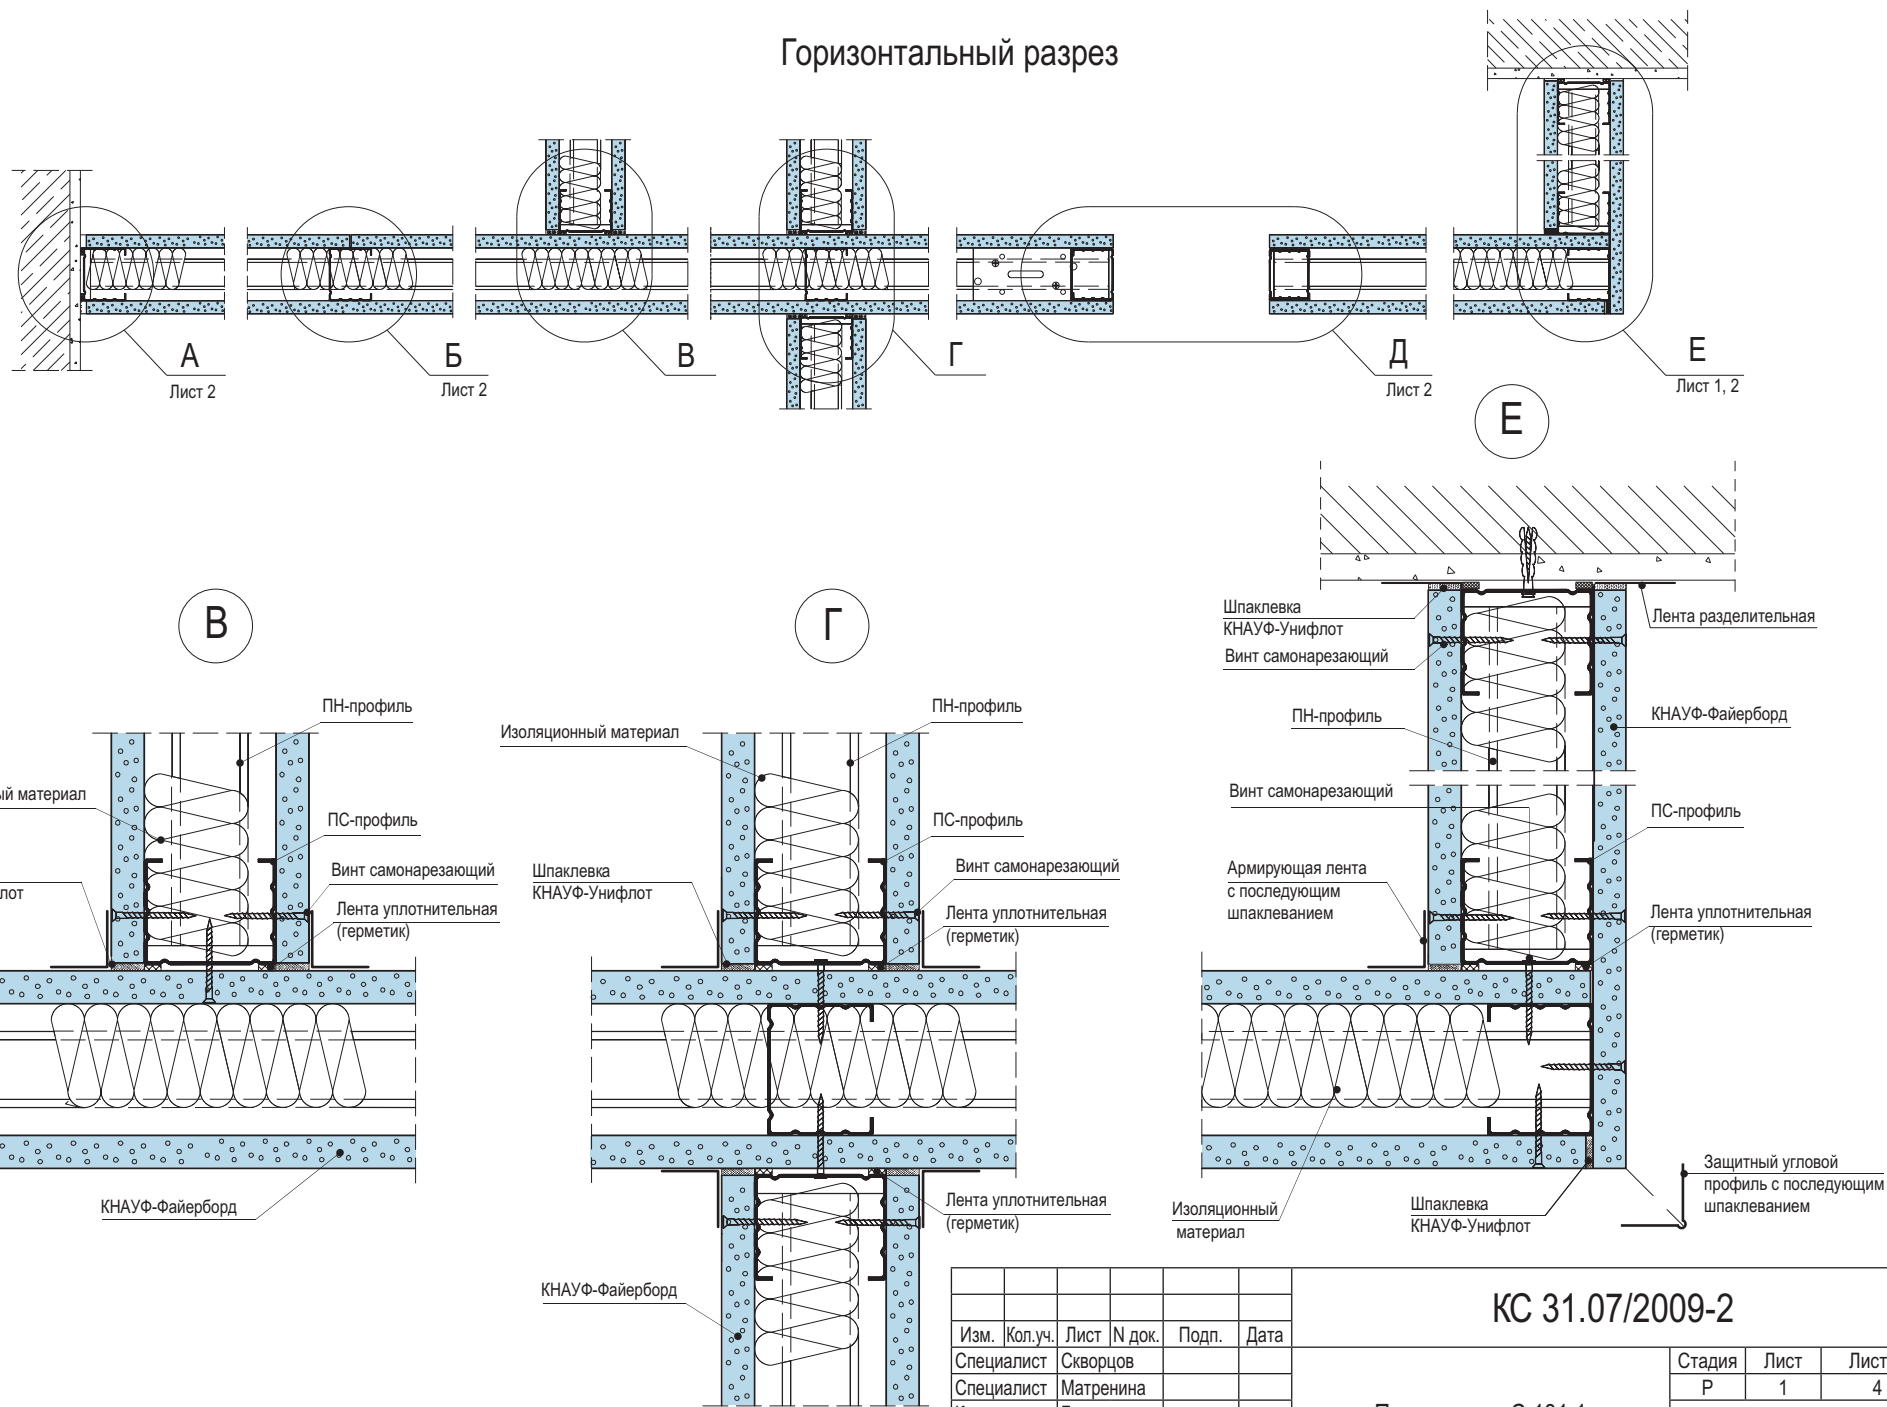 Горизонтальный разрез
А
Лист 2
Б
Лист 2
В
Г
Д
Лист 2
Е
Лист 1, 2
Е
В
Г
Шпаклевка
КНАУФ-Унифлот
Винт самонарезающий
Лента разделительная
ПН-профиль
КНАУФ-Файерборд
Винт самонарезающий
ПС-профиль
Армирующая лента
с последующим
шпаклеванием
Лента уплотнительная
(герметик)
Изоляционный
материал
Шпаклевка
КНАУФ-Унифлот
Защитный угловой
профиль с последующим
шпаклеванием
ПН-профиль
материал
ПС-профиль
Винт самонарезающий
Лента уплотнительная
(герметик)
КНАУФ-Файерборд
Изоляционный материал
ПН-профиль
ПС-профиль
Шпаклевка
КНАУФ-Унифлот
Винт самонарезающий
Лента уплотнительная
(герметик)
Лента уплотнительная
(герметик)
КНАУФ-Файерборд
КС 31.07/2009-2
Изм. Кол.уч. Лист N док. Подп. Дата
Специалист Скворцов
Специалист Матренина
Стадия Лист Лист
Р 1 4